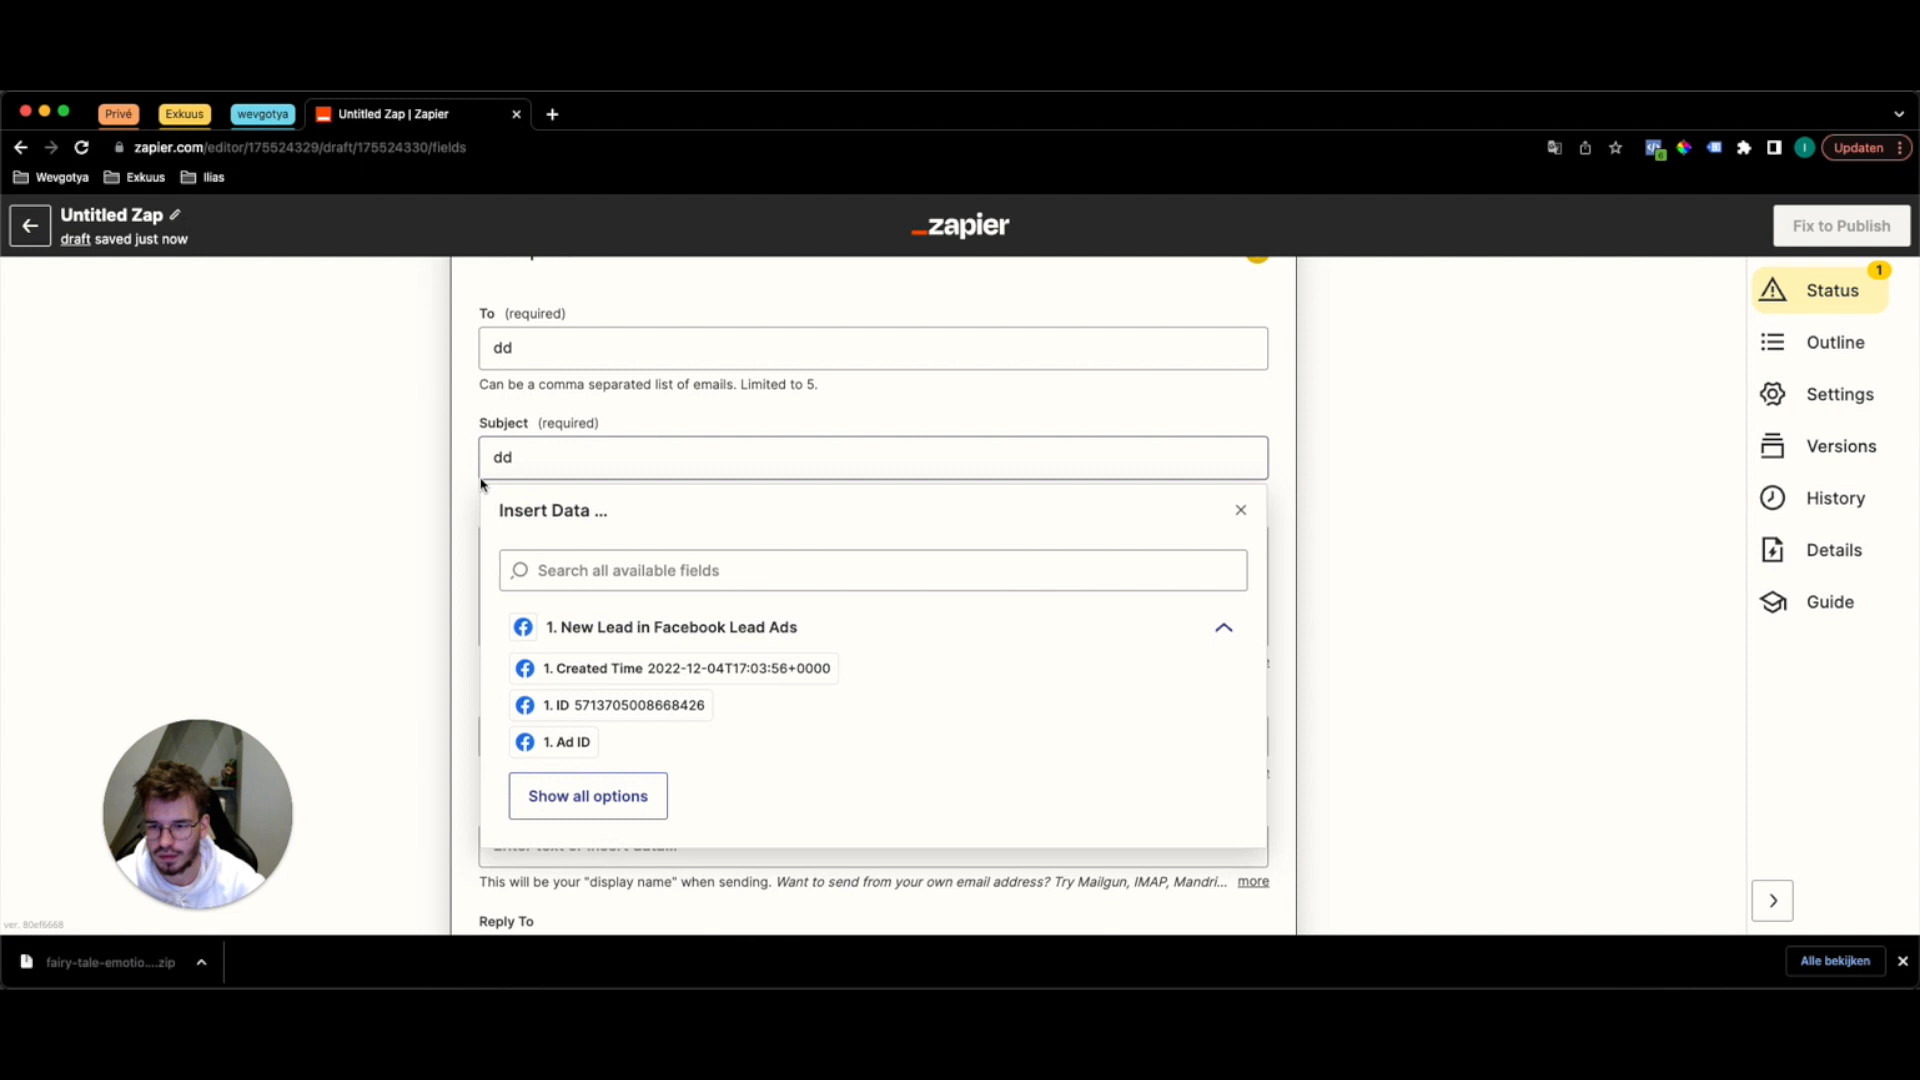 Privé
Exkuus
wevgotya
Untitled Zap | Zapier
zapier.com/editor/175524329/draft/175524330/fields
6
I
Updaten
Wevgotya
Exkuus
Ilias
Untitled Zap
draft saved just now
_zapier
Fix to Publish
To (required)
dd
Can be a comma separated list of emails. Limited to 5.
Subject (required)
dd
Insert Data ...
Search all available fields
1. New Lead in Facebook Lead Ads
1. Created Time 2022-12-04T17:03:56+0000
1. ID 5713705008668426
1. Ad ID
Show all options
This will be your "display name" when sending. Want to send from your own email address? Try Mailgun, IMAP, Mandri... more
Reply To
1
Status
Outline
Settings
Versions
History
Details
Guide
ver. 80ef6668
fairy-tale-emotio....zip
Alle bekijken